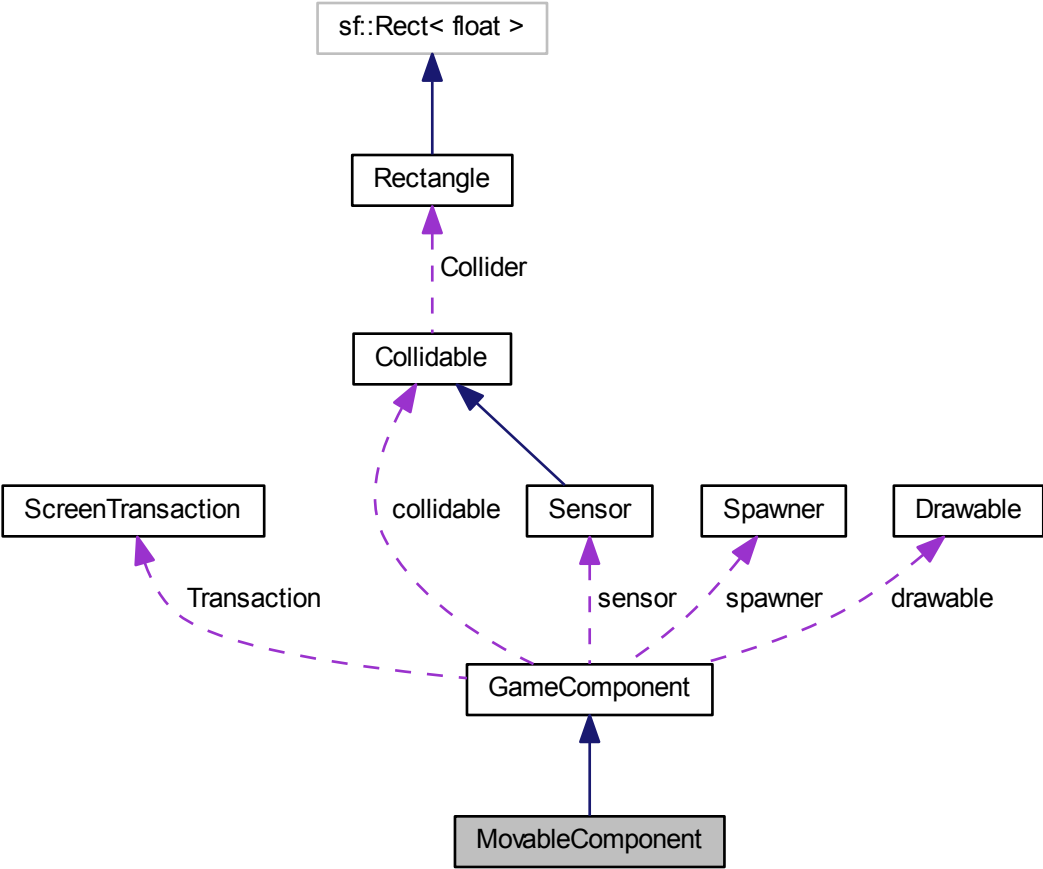 sf::Rect< float >
Rectangle
Collider
Collidable
ScreenTransaction
collidable
Sensor
Spawner
Drawable
Transaction
sensor
spawner
drawable
GameComponent
MovableComponent